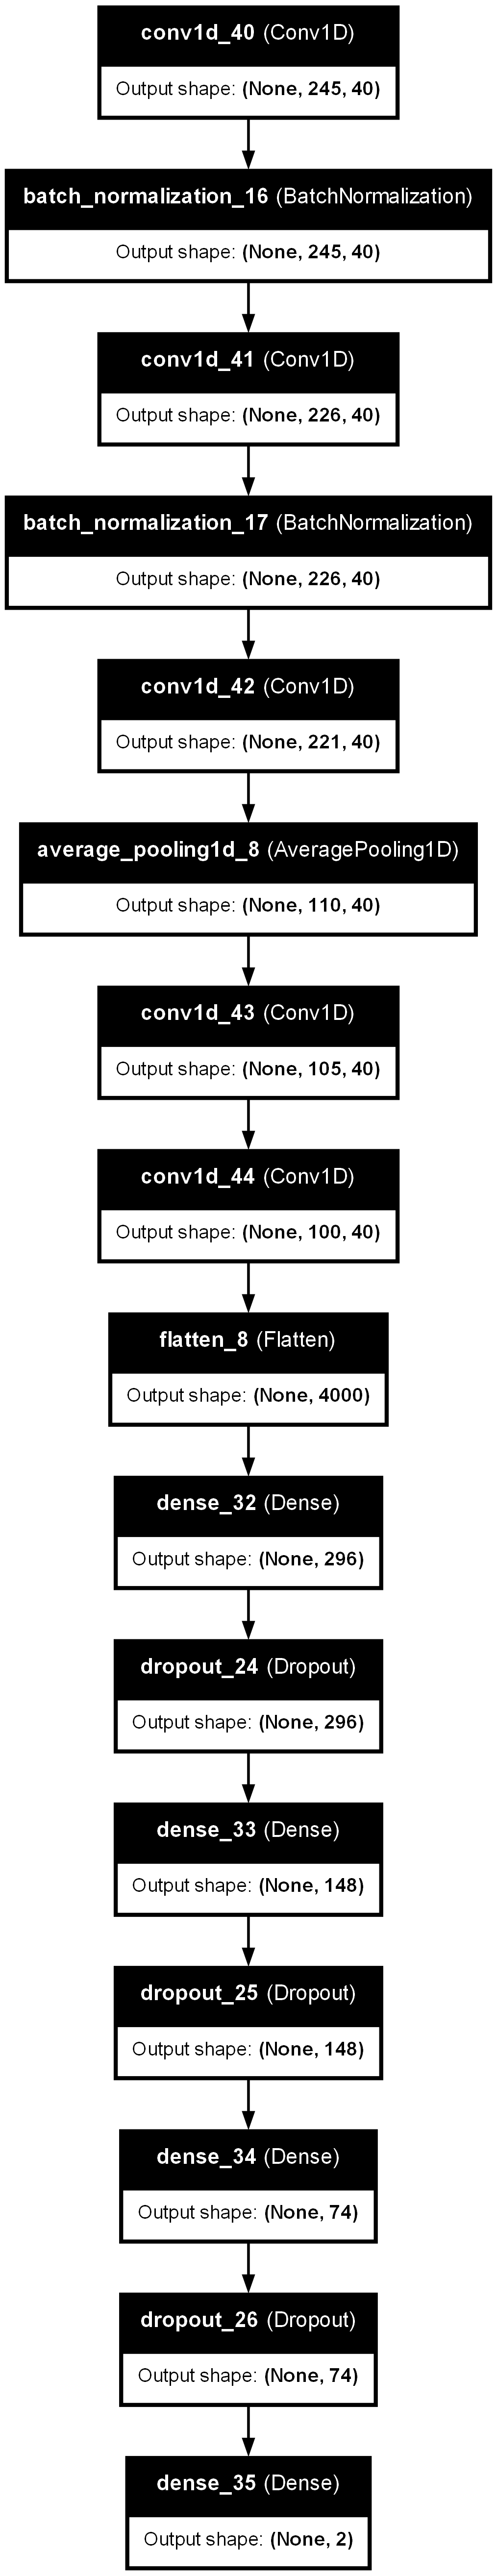 conv1d_40 (Conv1D)
Output shape: (None, 245, 40)
batch_normalization_16 (BatchNormalization)
Output shape: (None, 245, 40)
conv1d_41 (Conv1D)
Output shape: (None, 226, 40)
batch_normalization_17 (BatchNormalization)
Output shape: (None, 226, 40)
conv1d_42 (Conv1D)
Output shape: (None, 221, 40)
average_pooling1d_8 (AveragePooling1D)
Output shape: (None, 110, 40)
conv1d_43 (Conv1D)
Output shape: (None, 105, 40)
conv1d_44 (Conv1D)
Output shape: (None, 100, 40)
flatten_8 (Flatten)
Output shape: (None, 4000)
dense_32 (Dense)
Output shape: (None, 296)
dropout_24 (Dropout)
Output shape: (None, 296)
dense_33 (Dense)
Output shape: (None, 148)
dropout_25 (Dropout)
Output shape: (None, 148)
dense_34 (Dense)
Output shape: (None, 74)
dropout_26 (Dropout)
Output shape: (None, 74)
dense_35 (Dense)
Output shape: (None, 2)